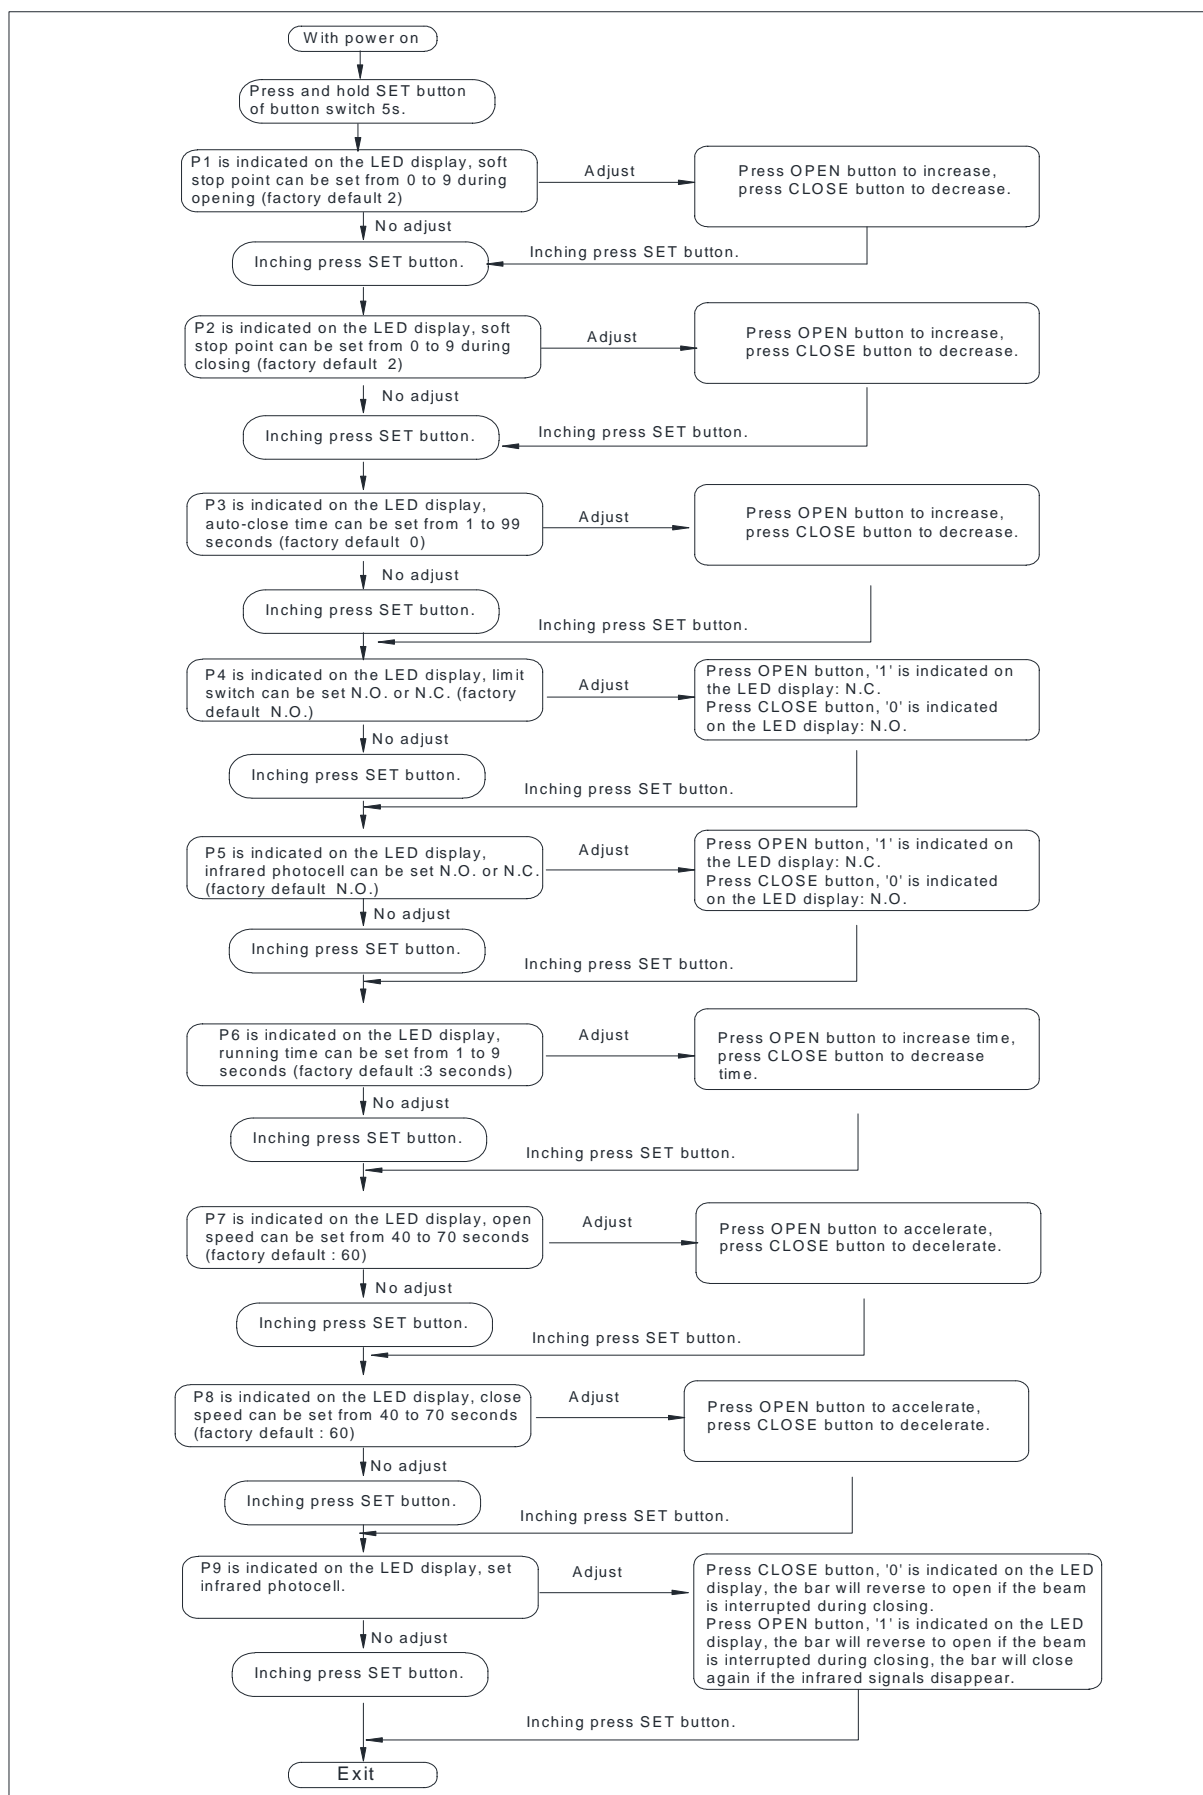 With power on
Press and hold SET button
of button switch 5s.
P1 is indicated on the LED display, soft
stop point can be set from 0 to 9 during
opening (factory default 2)
Adjust
Press OPEN button to increase,
press CLOSE button to decrease.
No adjust
Inching press SET button.
Inching press SET button.
P2 is indicated on the LED display, soft
stop point can be set from 0 to 9 during
closing (factory default 2)
Adjust
Press OPEN button to increase,
press CLOSE button to decrease.
No adjust
Inching press SET button.
Inching press SET button.
P3 is indicated on the LED display,
auto-close time can be set from 1 to 99
seconds (factory default 0)
Adjust
Press OPEN button to increase,
press CLOSE button to decrease.
No adjust
Inching press SET button.
Inching press SET button.
P4 is indicated on the LED display, limit
switch can be set N.O. or N.C. (factory
default N.O.)
Adjust
Press OPEN button, '1' is indicated on
the LED display: N.C.
Press CLOSE button, '0' is indicated
on the LED display: N.O.
No adjust
Inching press SET button.
Inching press SET button.
P5 is indicated on the LED display,
infrared photocell can be set N.O. or N.C.
(factory default N.O.)
Adjust
Press OPEN button, '1' is indicated on
the LED display: N.C.
Press CLOSE button, '0' is indicated
on the LED display: N.O.
No adjust
Inching press SET button.
Inching press SET button.
P6 is indicated on the LED display,
running time can be set from 1 to 9
seconds (factory default :3 seconds)
Adjust
Press OPEN button to increase time,
press CLOSE button to decrease
time.
No adjust
Inching press SET button.
Inching press SET button.
P7 is indicated on the LED display, open
speed can be set from 40 to 70 seconds
(factory default : 60)
Adjust
Press OPEN button to accelerate,
press CLOSE button to decelerate.
No adjust
Inching press SET button.
Inching press SET button.
P8 is indicated on the LED display, close
speed can be set from 40 to 70 seconds
(factory default : 60)
Adjust
Press OPEN button to accelerate,
press CLOSE button to decelerate.
No adjust
Inching press SET button.
Inching press SET button.
P9 is indicated on the LED display, set
infrared photocell.
Adjust
Press CLOSE button, '0' is indicated on the LED
display, the bar will reverse to open if the beam
is interrupted during closing.
Press OPEN button, '1' is indicated on the LED
display, the bar will reverse to open if the beam
is interrupted during closing, the bar will close
again if the infrared signals disappear.
No adjust
Inching press SET button.
Inching press SET button.
Exit